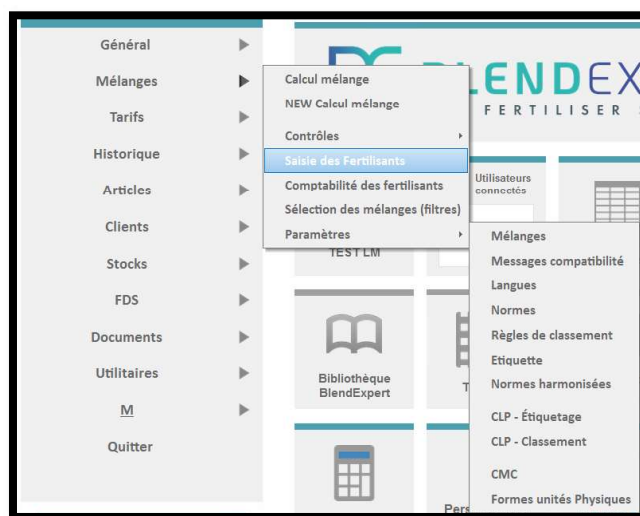 Général
Mélanges
Tarifs
Historique
Articles
Clients
Stocks
FDS
Documents
Utilitaires
M
Quitter
LENDEX
FERTILISER
Calcul mélange
NEW Calcul mélange
Contrôles
Saisie des Fertilisants
Comptabilité des fertilisants
Sélection des mélanges (filtres)
Paramètres
Utilisateurs
connectés
TEST LM
Mélanges
Messages compatibilité
Langues
Normes
Règles de classement
Etiquette
Normes harmonisées
CLP - Étiquetage
CLP - Classement
CMC
Formes unités Physiques
Bibliothèque
BlendExpert
T
Pers